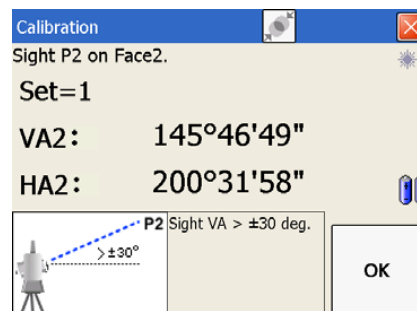 Calibration
Sight P2 on Face2.
Set=1
VA2: 145°46'49"
HA2: 200°31'58"
P2 Sight VA > ±30 deg.
>±30°
OK